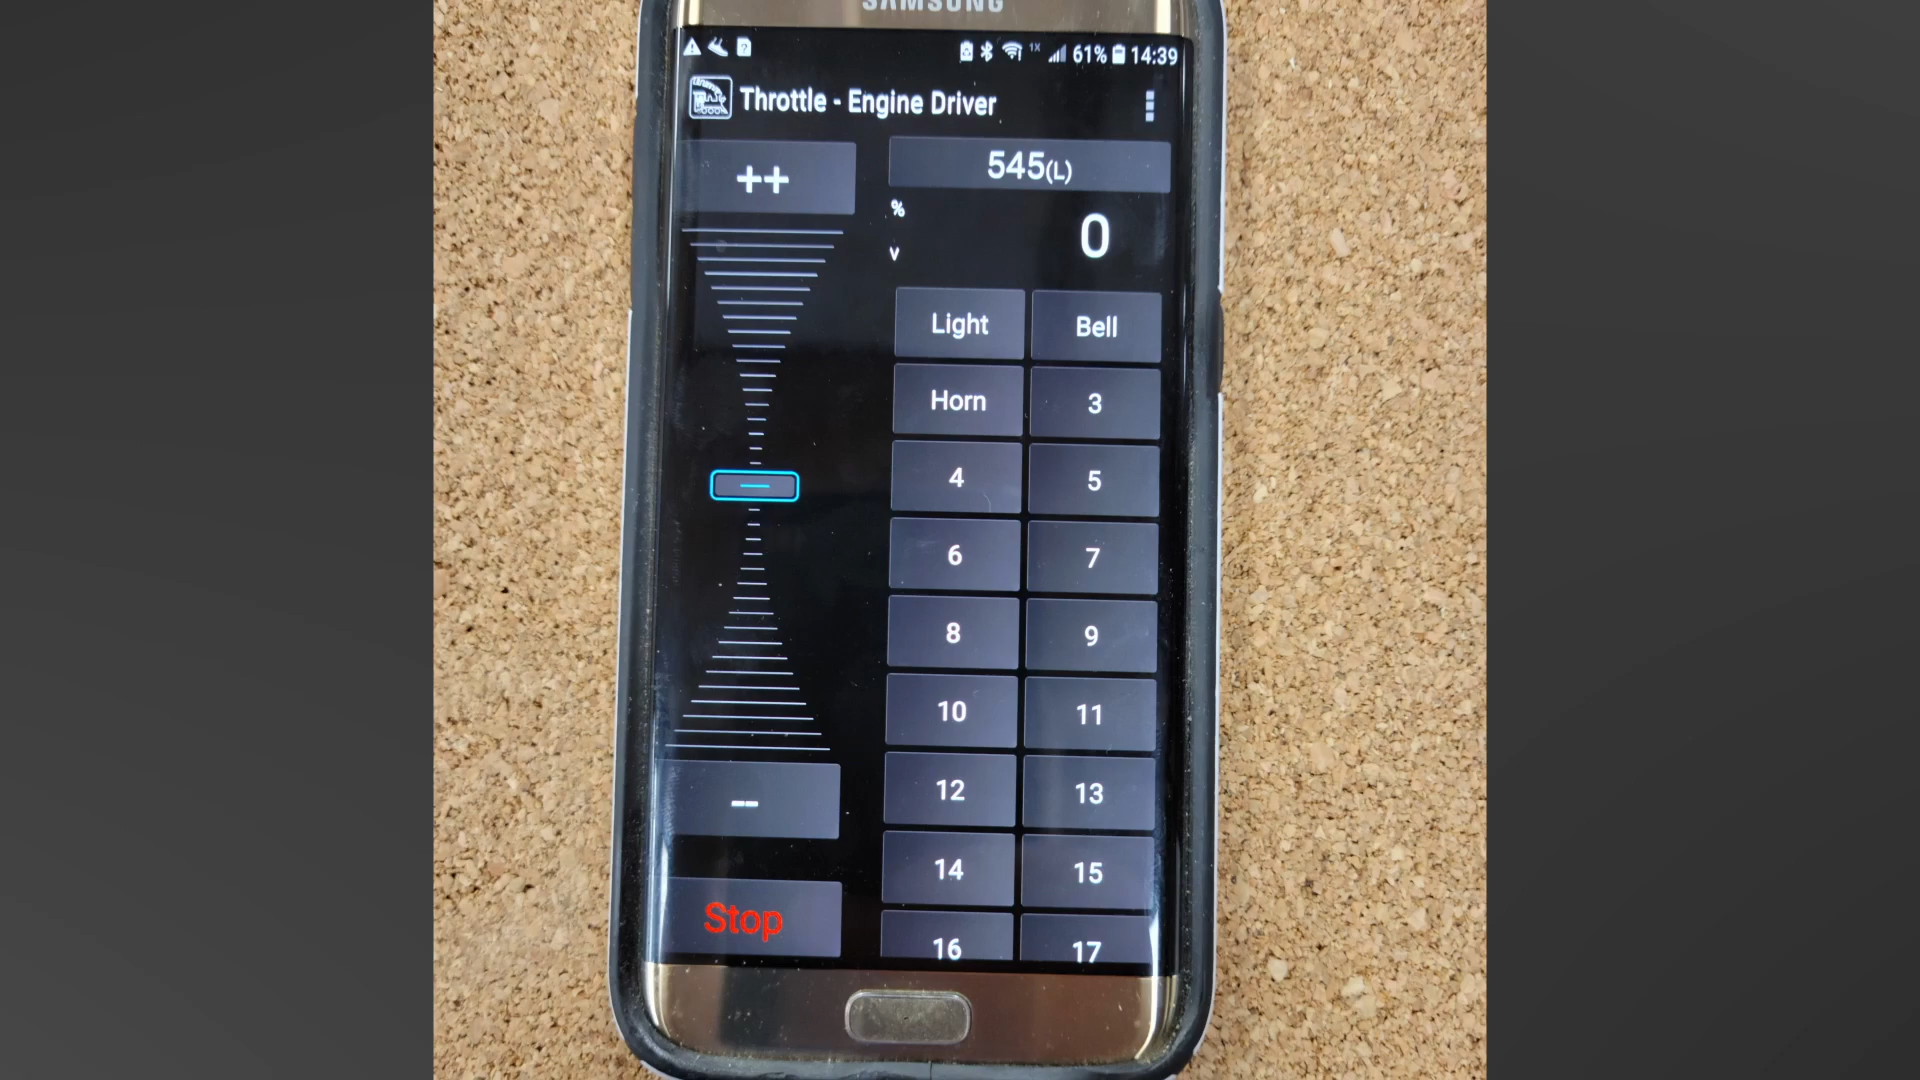 SAMSUNG
1X 61% 14:39
Throttle - Engine Driver
++
545(L)
%
0
v
Light Bell
Horn 3
4 5
6 7
8 9
10 11
--
12 13
14 15
Stop
16 17